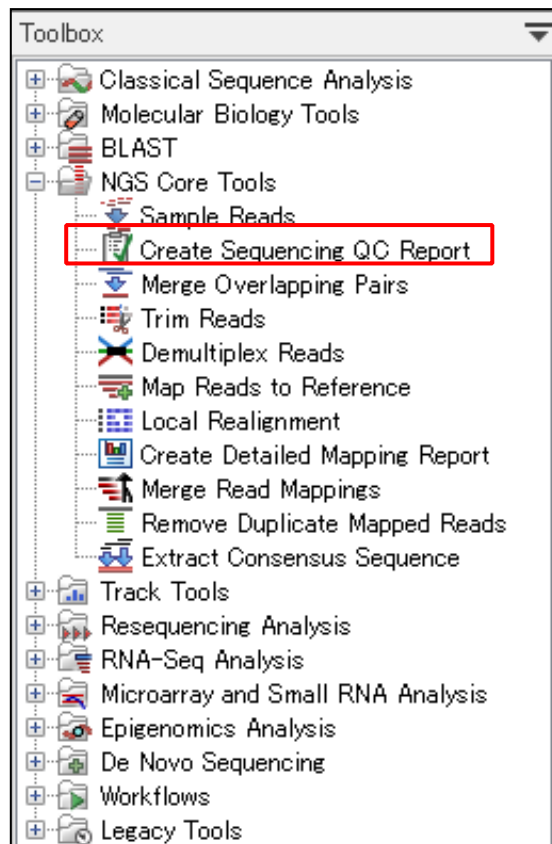 Toolbox
Classical Sequence Analysis
Molecular Biology Tools
BLAST
NGS Core Tools
Sample Reads
Create Sequencing QC Report
Merge Overlapping Pairs
Trim Reads
Demultiplex Reads
Map Reads to Reference
Local Realignment
Create Detailed Mapping Report
Merge Read Mappings
Remove Duplicate Mapped Reads
Extract Consensus Sequence
Track Tools
Resequencing Analysis
RNA-Seq Analysis
Microarray and Small RNA Analysis
Epigenomics Analysis
De Novo Sequencing
Workflows
Legacy Tools